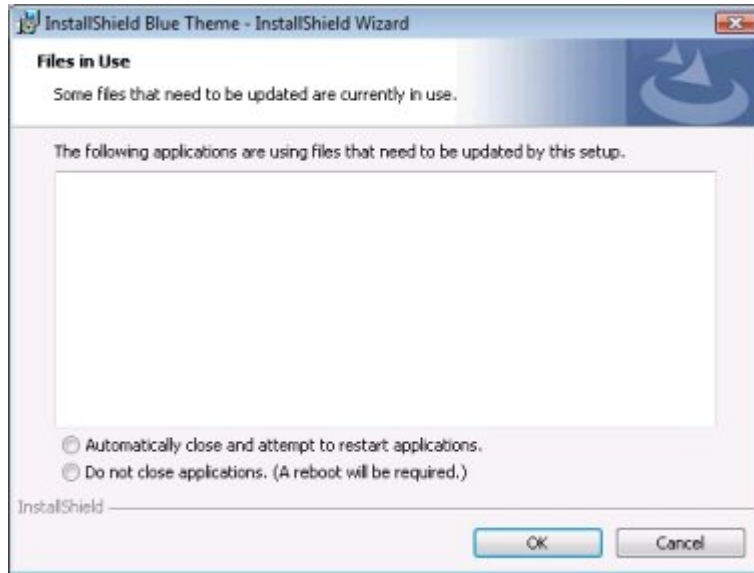 InstallShield Blue Theme - InstallShield Wizard
Files in Use
Some files that need to be updated are currently in use.
The following applications are using files that need to be updated by this setup.
Automatically close and attempt to restart applications.
Do not close applications. (A reboot will be required.)
InstallShield
OK
Cancel